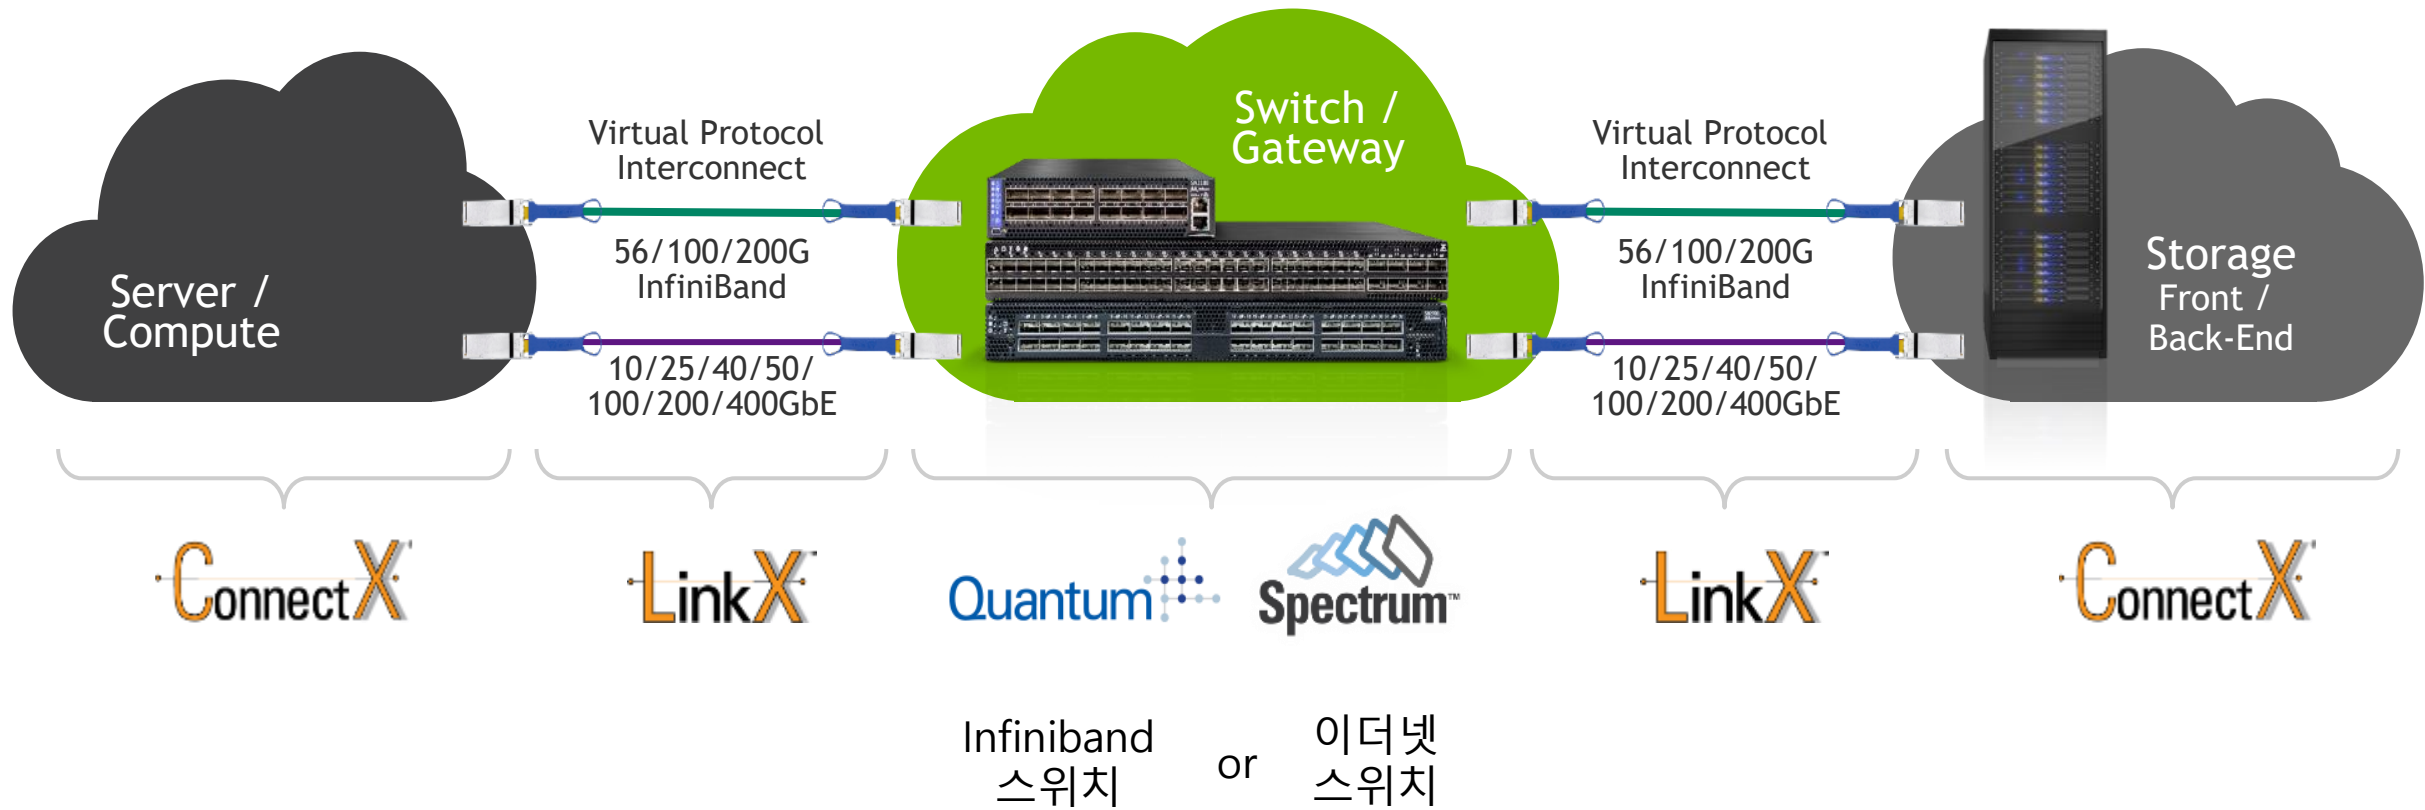 Server /
Compute
Virtual Protocol
Interconnect
56/100/200G
InfiniBand
10/25/40/50/
100/200/400GbE
Switch /
Gateway
Virtual Protocol
Interconnect
56/100/200G
InfiniBand
10/25/40/50/
100/200/400GbE
Storage
Front /
Back-End
ConnectX
LinkX
Quantum
Spectrum™
LinkX
ConnectX
Infiniband
스위치
or
이더넷
스위치